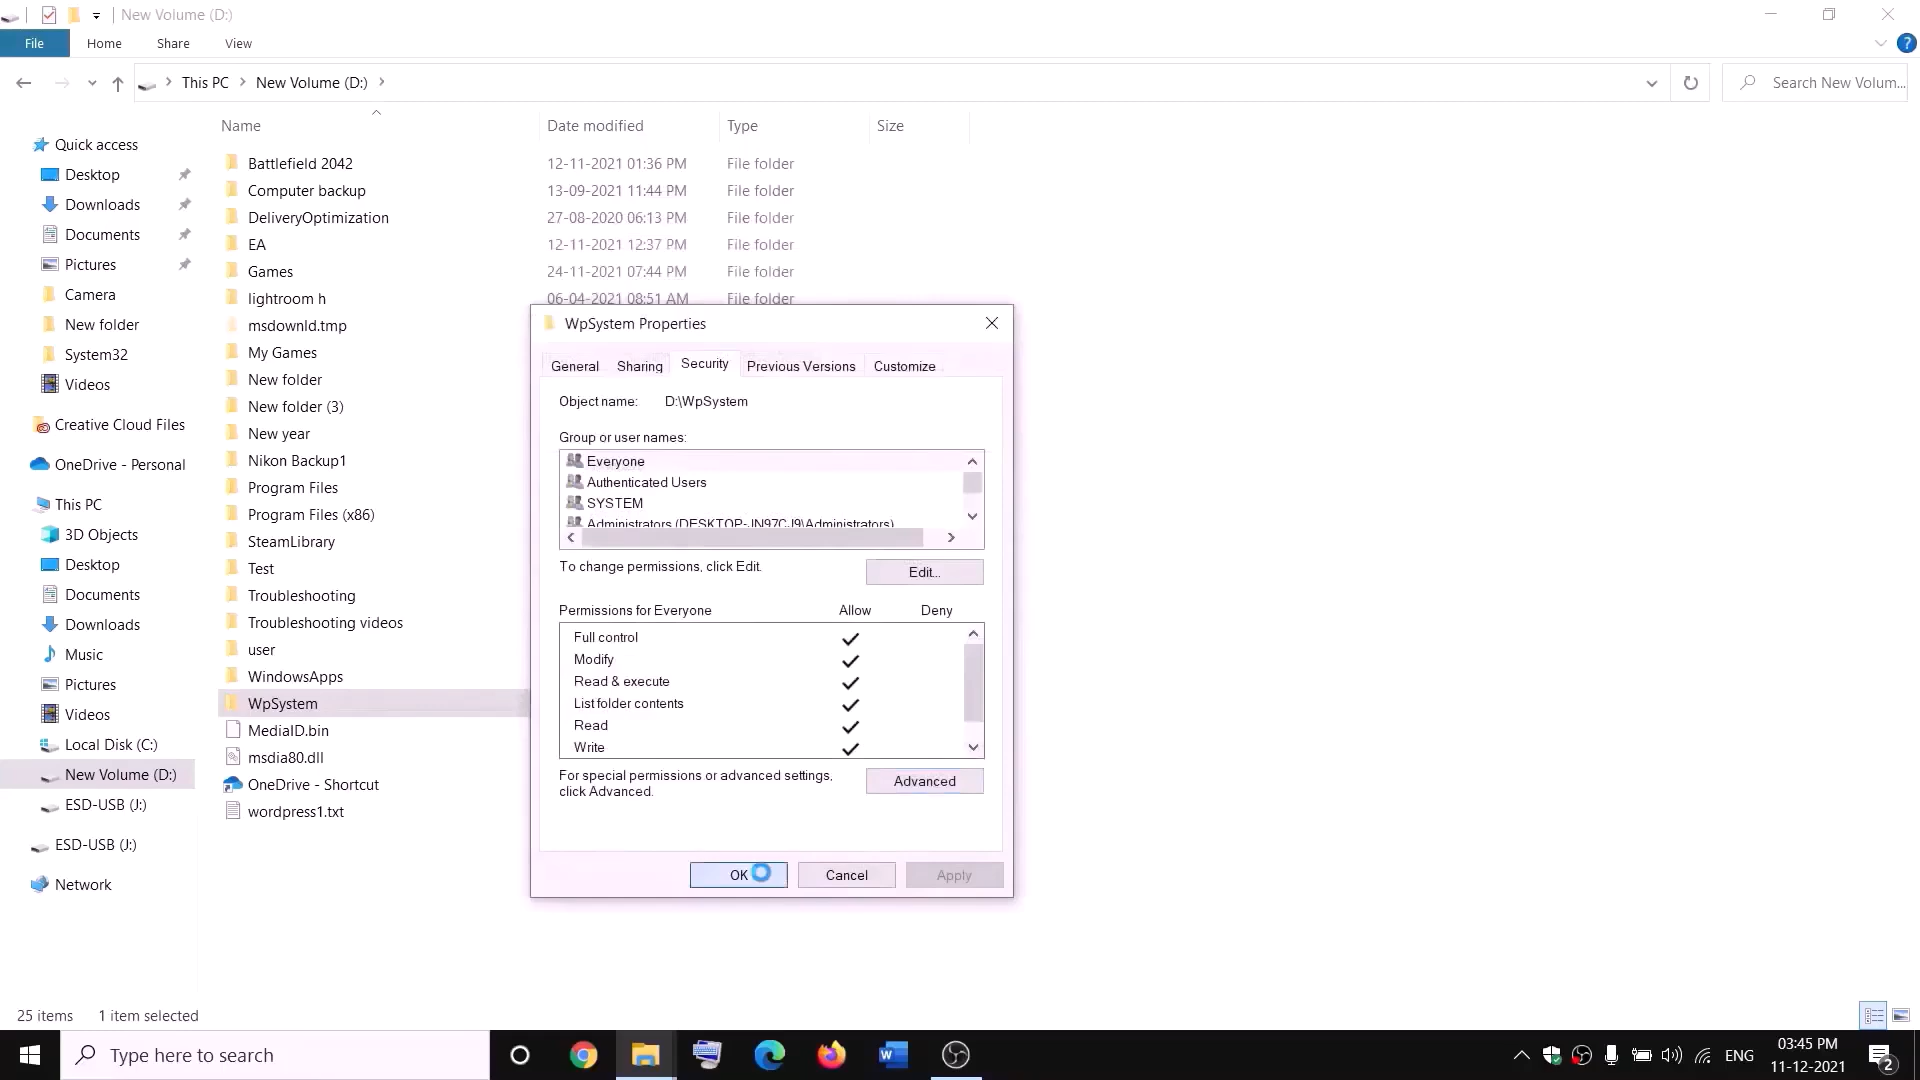 New Volume (D:)
File Home Share View
This PC New Volume (D:) Search New Volum...
Name Date modified Type Size
Quick access
Desktop
Downloads
Documents
Pictures
Camera
New folder
System32
Videos
Creative Cloud Files
OneDrive - Personal
This PC
3D Objects
Desktop
Documents
Downloads
Music
Pictures
Videos
Local Disk (C:)
New Volume (D:)
ESD-USB (J:)
ESD-USB (J:)
Network
Battlefield 2042 12-11-2021 01:36 PM File folder
Computer backup 13-09-2021 11:44 PM File folder
DeliveryOptimization 27-08-2020 06:13 PM File folder
EA 12-11-2021 12:37 PM File folder
Games 24-11-2021 07:44 PM File folder
lightroom h 06-04-2021 08:51 AM File folder
msdownld.tmp
My Games
New folder
New folder (3)
New year
Nikon Backup1
Program Files
Program Files (x86)
SteamLibrary
Test
Troubleshooting
Troubleshooting videos
user
WindowsApps
WpSystem
MediaID.bin
msdia80.dll
OneDrive - Shortcut
wordpress1.txt
WpSystem Properties
General Sharing Security Previous Versions Customize
Object name: D:\WpSystem
Group or user names:
Everyone
Authenticated Users
SYSTEM
Administrators (DESKTOP-JN97CJ9\Administrators)
To change permissions, click Edit. Edit...
Permissions for Everyone Allow Deny
Full control
Modify
Read & execute
List folder contents
Read
Write
For special permissions or advanced settings,
click Advanced. Advanced
OK Cancel Apply
25 items 1 item selected
Type here to search
ENG
03:45 PM
11-12-2021
2